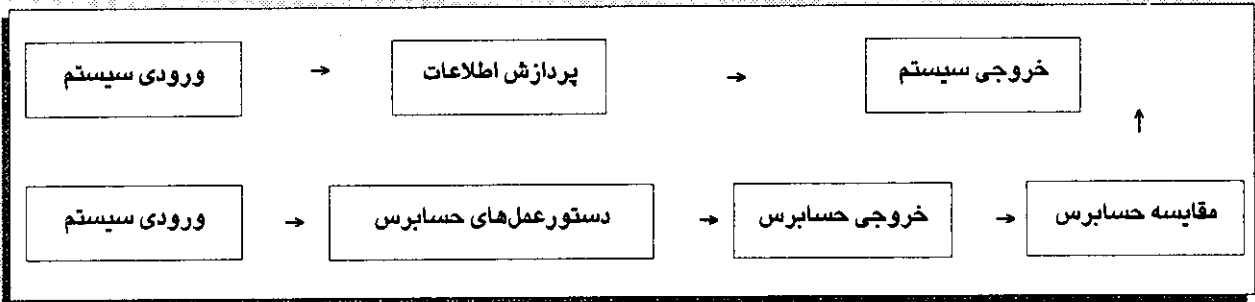 ورودی سیستم → پردازش اطلاعات → خروجی سیستم
↑
ورودی سیستم → دستورعمل‌های حسابرس → خروجی حسابرس → مقایسه حسابرس